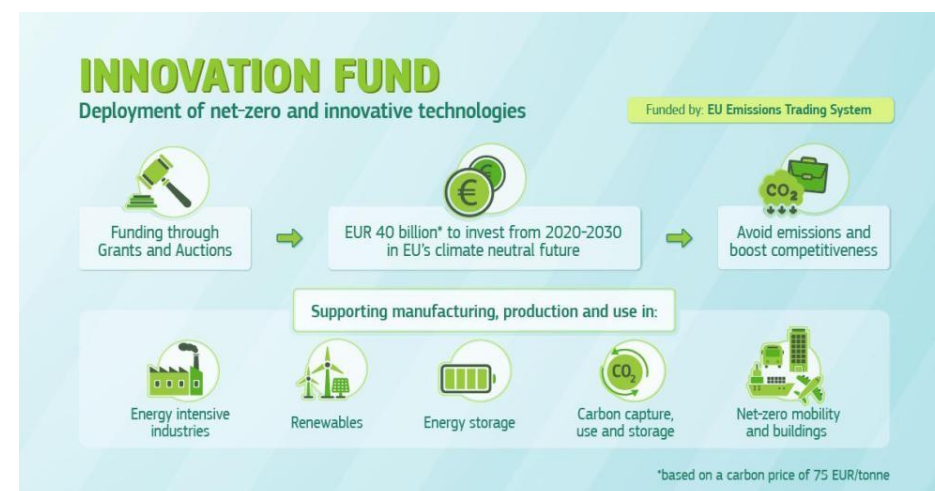 INNOVATION FUND
Deployment of net-zero and innovative technologies
Funded by: EU Emissions Trading System
Funding through
Grants and Auctions
EUR 40 billion* to invest from 2020-2030
in EU's climate neutral future
CO₂
Avoid emissions and
boost competitiveness
Supporting manufacturing, production and use in:
Energy intensive
industries
Renewables
Energy storage
CO₂
Carbon capture,
use and storage
Net-zero mobility
and buildings
*based on a carbon price of 75 EUR/tonne